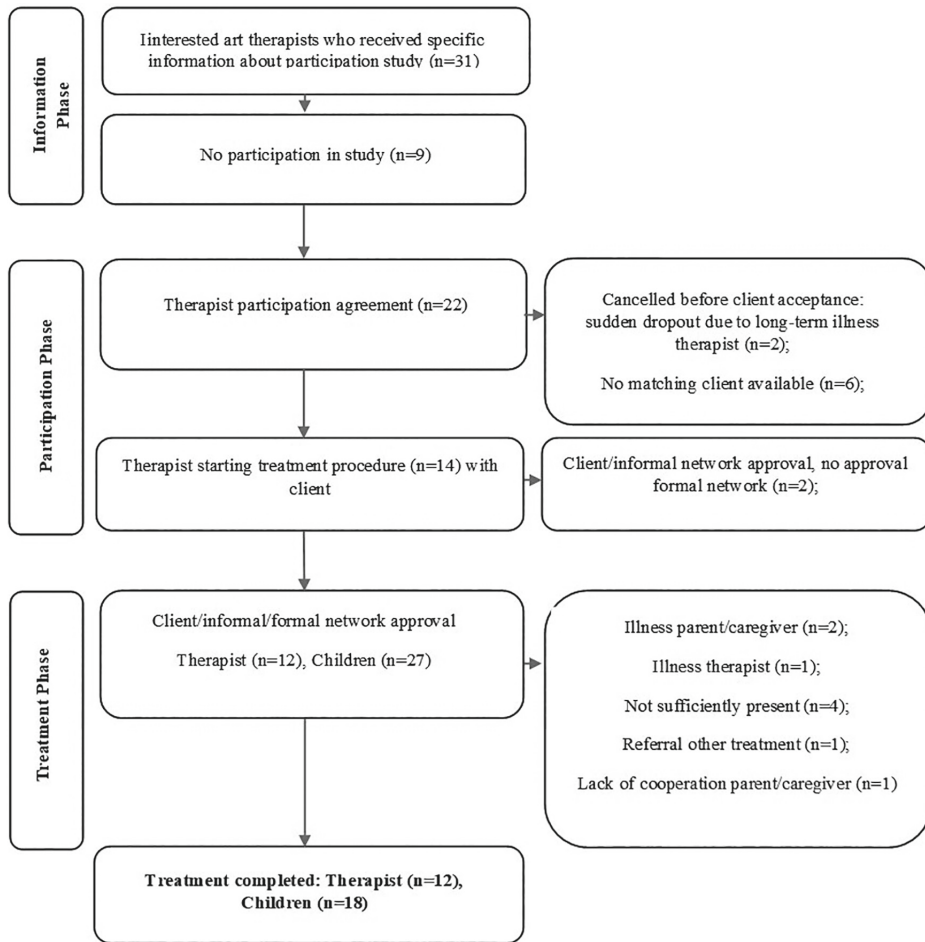 Information
Phase
Iinterested art therapists who received specific
information about participation study (n=31)
No participation in study (n=9)
Participation Phase
Therapist participation agreement (n=22)
Cancelled before client acceptance:
sudden dropout due to long-term illness
therapist (n=2);
No matching client available (n=6);
Therapist starting treatment procedure (n=14) with
client
Client/informal network approval, no approval
formal network (n=2);
Treatment Phase
Client/informal/formal network approval
Therapist (n=12), Children (n=27)
Illness parent/caregiver (n=2);
Illness therapist (n=1);
Not sufficiently present (n=4);
Referral other treatment (n=1);
Lack of cooperation parent/caregiver (n=1)
Treatment completed: Therapist (n=12),
Children (n=18)